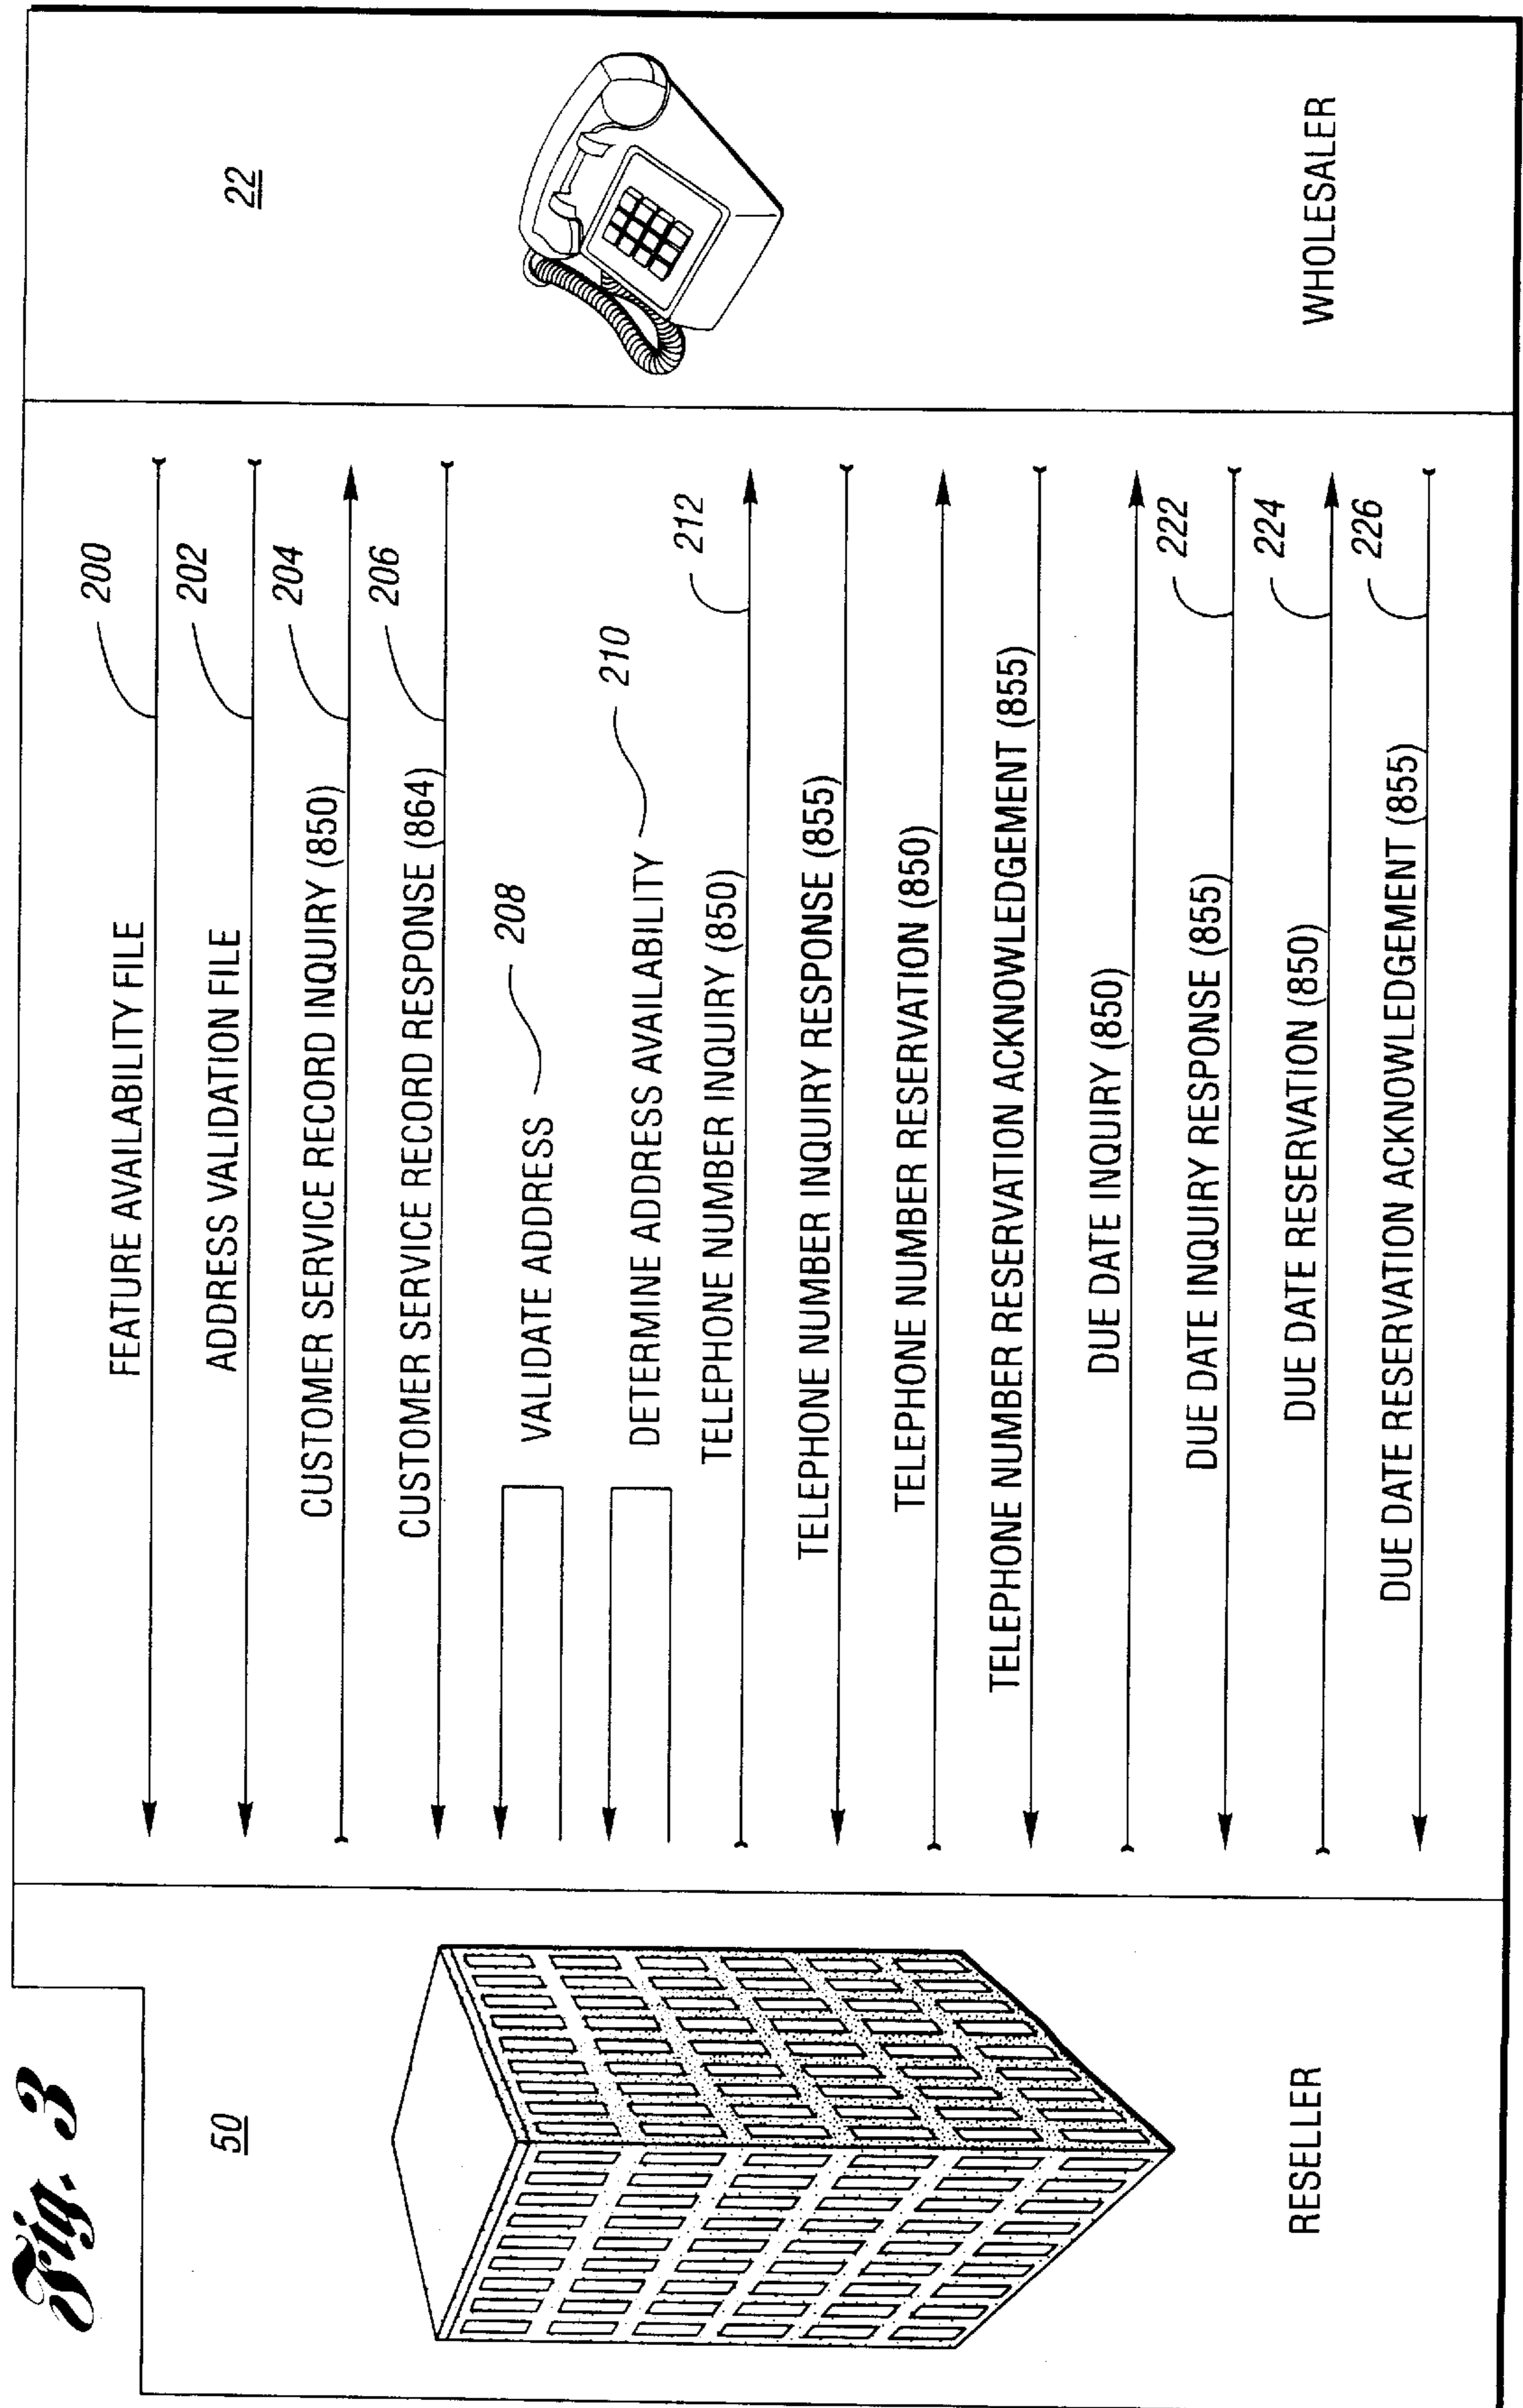 Fig. 3
50
RESELLER
FEATURE AVAILABILITY FILE
200
ADDRESS VALIDATION FILE
202
CUSTOMER SERVICE RECORD INQUIRY (850)
204
CUSTOMER SERVICE RECORD RESPONSE (864)
206
VALIDATE ADDRESS
208
DETERMINE ADDRESS AVAILABILITY
210
TELEPHONE NUMBER INQUIRY (850)
212
TELEPHONE NUMBER INQUIRY RESPONSE (855)
TELEPHONE NUMBER RESERVATION (850)
TELEPHONE NUMBER RESERVATION ACKNOWLEDGEMENT (855)
DUE DATE INQUIRY (850)
DUE DATE INQUIRY RESPONSE (855)
222
DUE DATE RESERVATION (850)
224
DUE DATE RESERVATION ACKNOWLEDGEMENT (855)
226
22
WHOLESALER